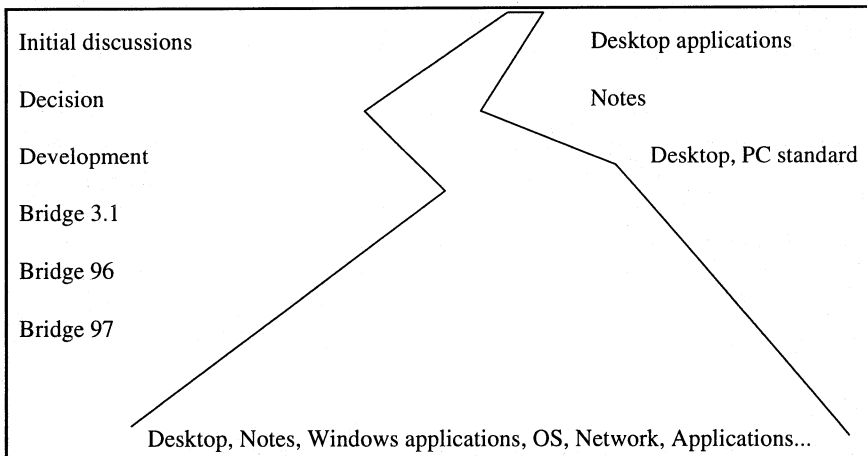 Initial discussions
Desktop applications
Decision
Notes
Development
Desktop, PC standard
Bridge 3.1
Bridge 96
Bridge 97
Desktop, Notes, Windows applications, OS, Network, Applications...